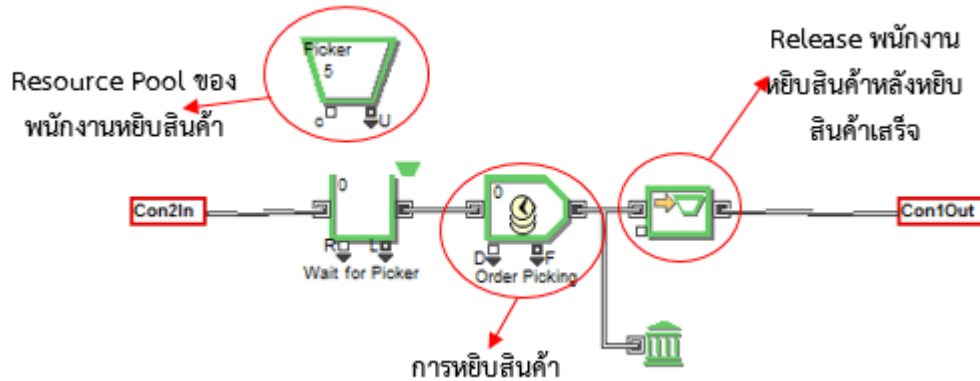 Picker
5
c
U
Resource Pool ของ
พนักงานหยิบสินค้า
Release พนักงาน
หยิบสินค้าหลังหยิบ
สินค้าเสร็จ
Con2In
0
R
L
Wait for Picker
0
D
F
Order Picking
Con1Out
การหยิบสินค้า